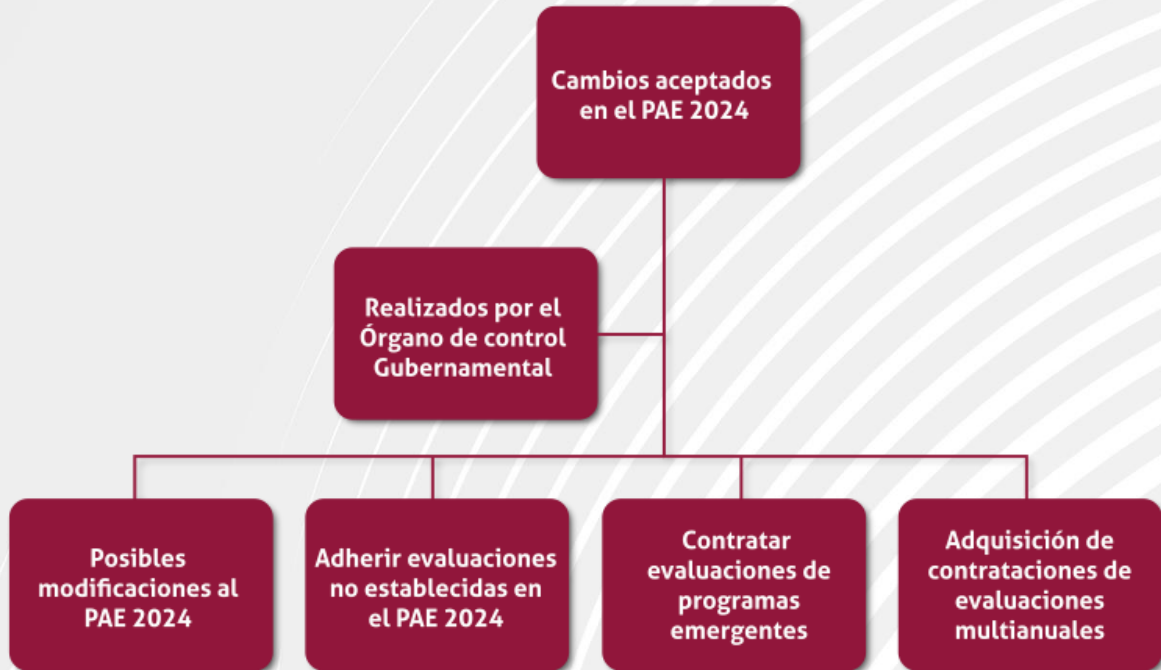 Cambios aceptados
en el PAE 2024
Realizados por el
Órgano de control
Gubernamental
Posibles
modificaciones al
PAE 2024
Adherir evaluaciones
no establecidas en
el PAE 2024
Contratar
evaluaciones de
programas
emergentes
Adquisición de
contrataciones de
evaluaciones
multianuales